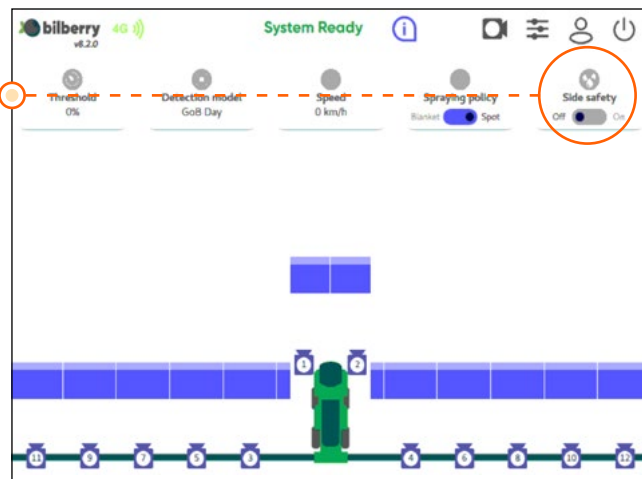 bilberry 4G System Ready i
v8.2.0
Threshold Detection model Speed Spraying policy Side safety
0% GoB Day 0 km/h Blanket Spot Off On
1 2
11 9 7 5 3 4 6 8 10 12